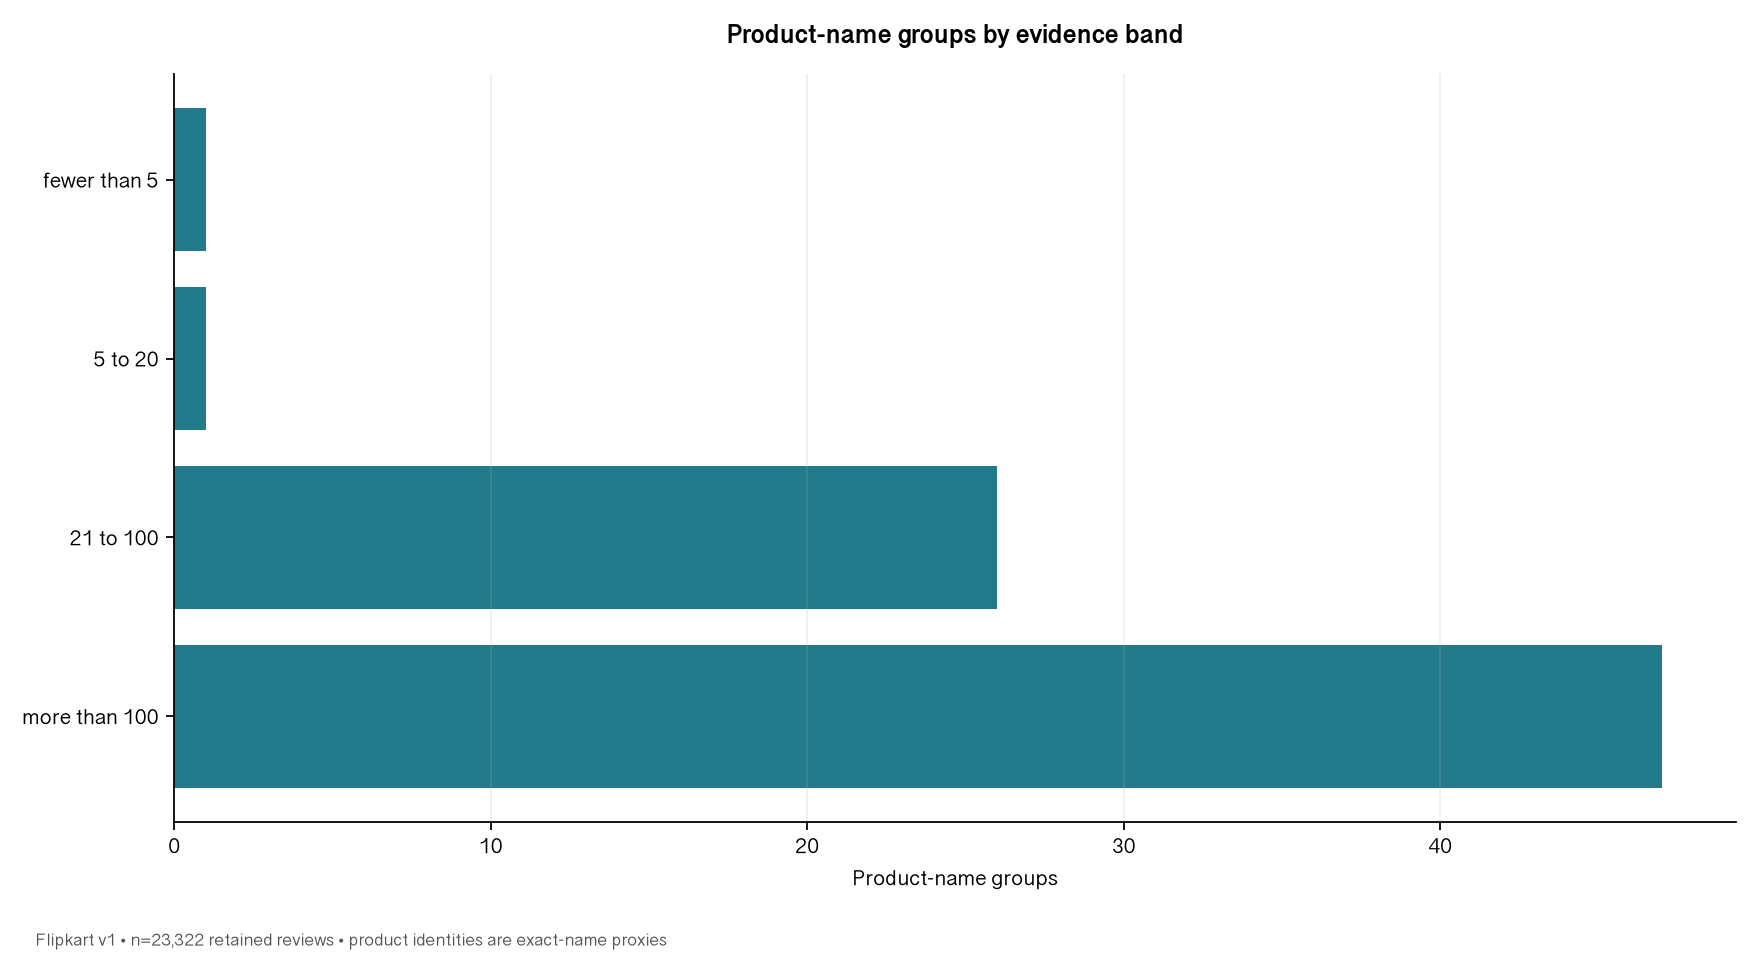 Product-name groups by evidence band
fewer than 5
5 to 20
21 to 100
more than 100
0 10 20 30 40
Product-name groups
Flipkart v1 • n=23,322 retained reviews • product identities are exact-name proxies